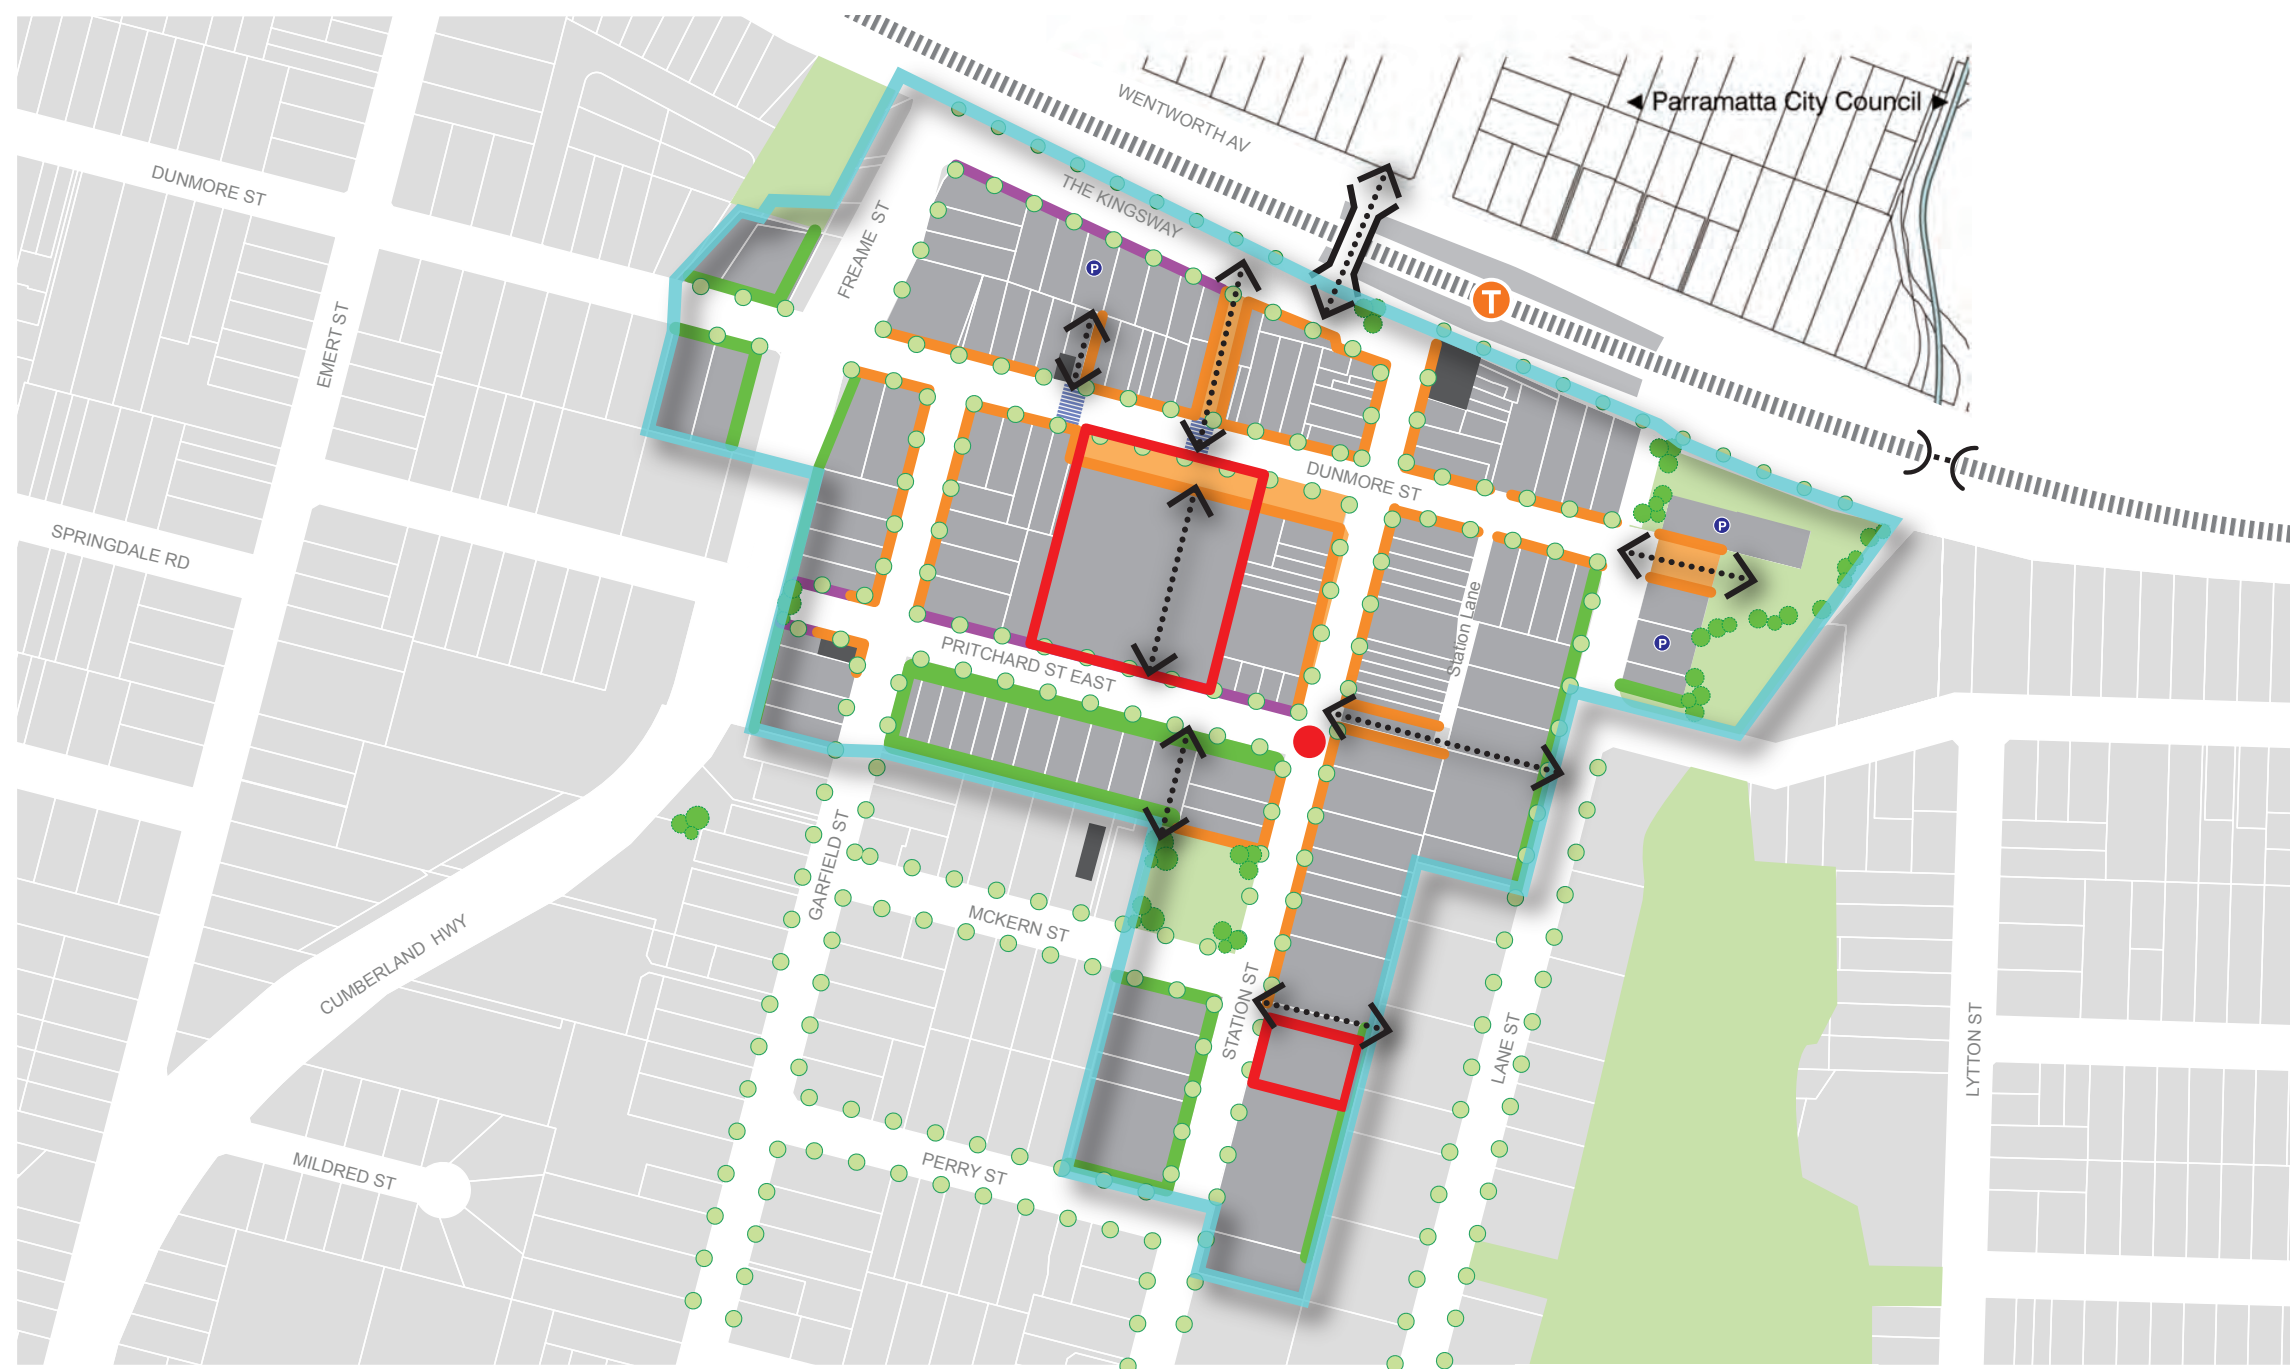 WENTWORTH AV
◄ Parramatta City Council ►
DUNMORE ST
THE KINGSWAY
FREAME ST
P
T
EMERT ST
DUNMORE ST
P
SPRINGDALE RD
Station Lane
P
PRITCHARD ST EAST
GARFIELD ST
MCKERN ST
CUMBERLAND HWY
STATION ST
LANE ST
LYTTON ST
MILDRED ST
PERRY ST